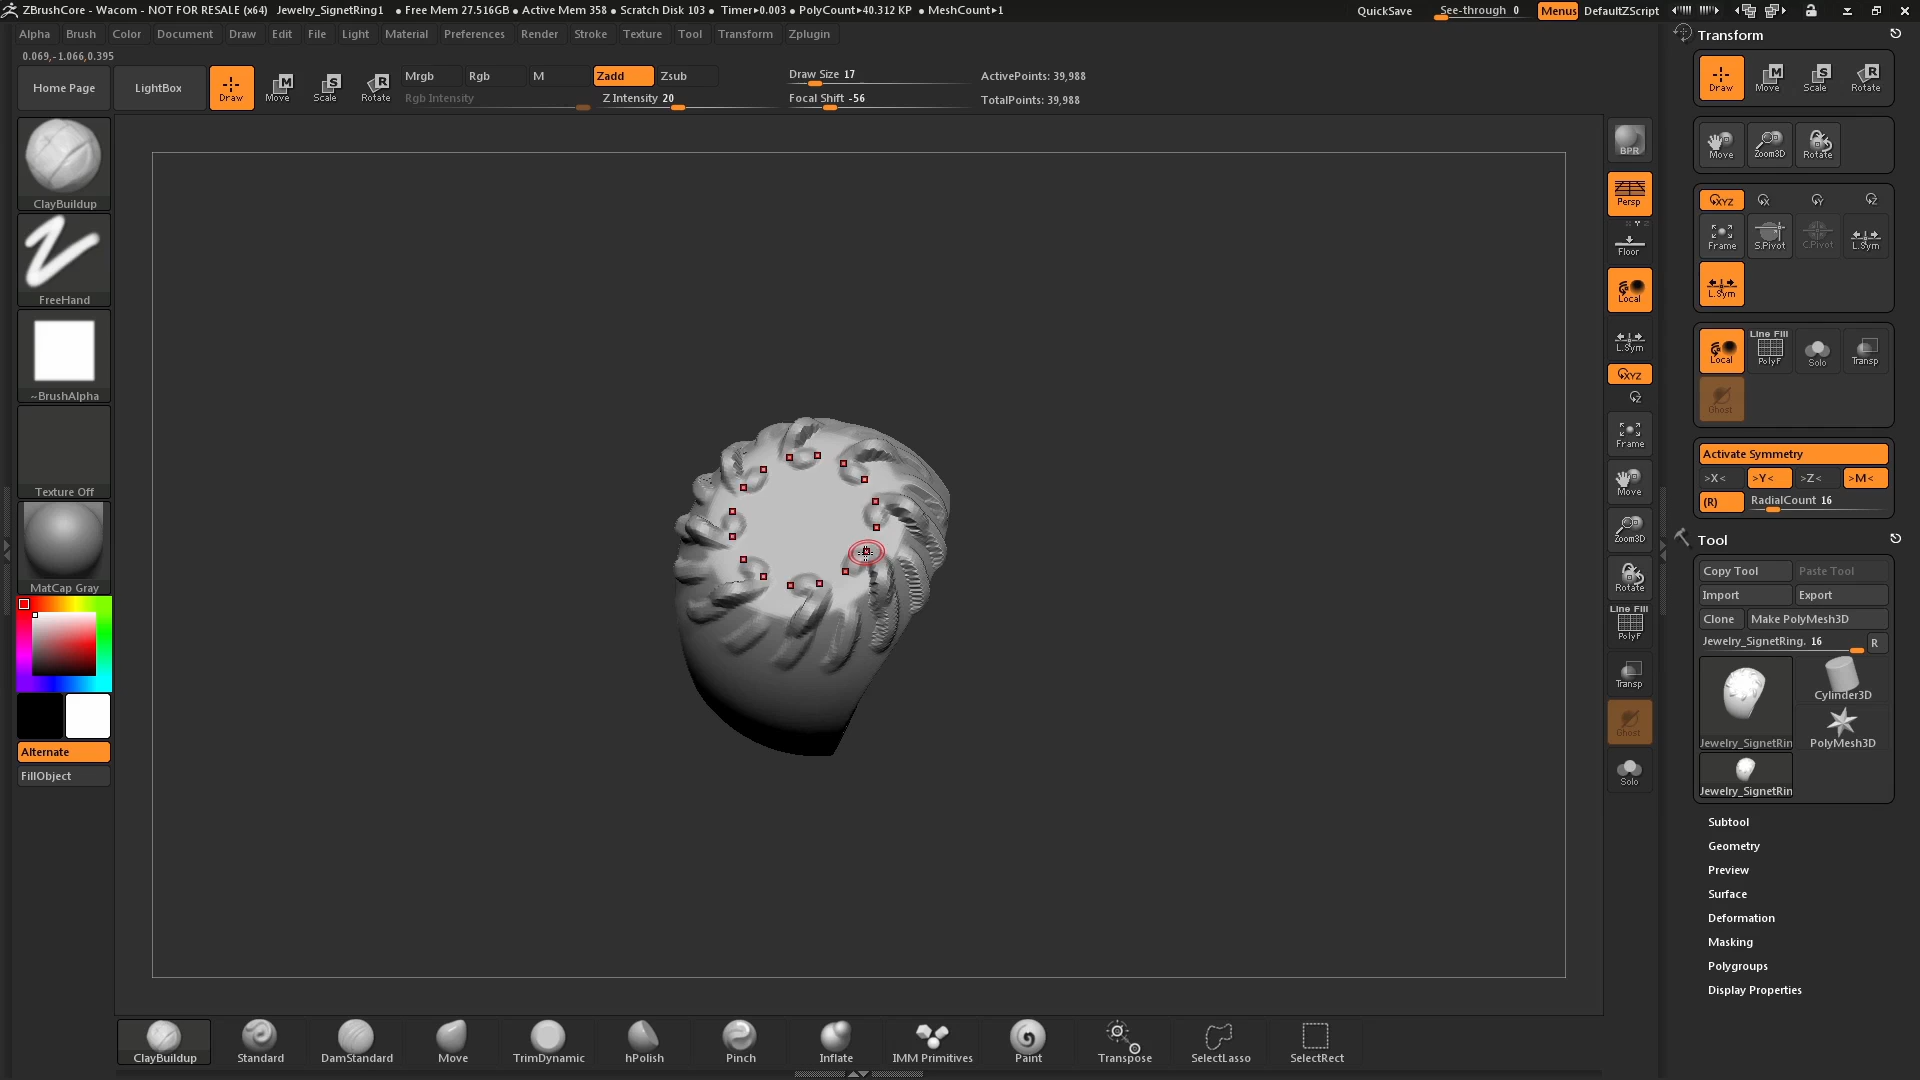 ZBrushCore - Wacom - NOT FOR RESALE (x64) Jewelry_SignetRing1 • Free Mem 27.516GB • Active Mem 358 • Scratch Disk 103 • Timer▸0.003 • PolyCount▸40.312 KP • MeshCount▸1 QuickSave See-through 0 Menus DefaultZScript
Alpha Brush Color Document Draw Edit File Light Material Preferences Render Stroke Texture Tool Transform Zplugin
0.069,-1.066,0.395
Home Page LightBox Draw Move Scale Rotate
Mrgb Rgb M Zadd Zsub
Rgb Intensity Z Intensity 20
Draw Size 17
Focal Shift -56
ActivePoints: 39,988
TotalPoints: 39,988
ClayBuildup
FreeHand
~BrushAlpha
Texture Off
MatCap Gray
Alternate
FillObject
BPR
Persp
Floor
Local
L.Sym
XYZ
Z
Frame
Move
Zoom3D
Rotate
Line Fill
PolyF
Transp
Ghost
Solo
Transform
Draw Move Scale Rotate
Move Zoom3D Rotate
XYZ X Y Z
Frame S.Pivot C.Pivot L.Sym
L.Sym
Line Fill
Local PolyF Solo Transp
Ghost
Activate Symmetry
>X< >Y< >Z< >M<
(R) RadialCount 16
Tool
Copy Tool Paste Tool
Import Export
Clone Make PolyMesh3D
Jewelry_SignetRing. 16 R
Cylinder3D
Jewelry_SignetRin PolyMesh3D
Jewelry_SignetRin
Subtool
Geometry
Preview
Surface
Deformation
Masking
Polygroups
Display Properties
ClayBuildup Standard DamStandard Move TrimDynamic hPolish Pinch Inflate IMM Primitives Paint Transpose SelectLasso SelectRect